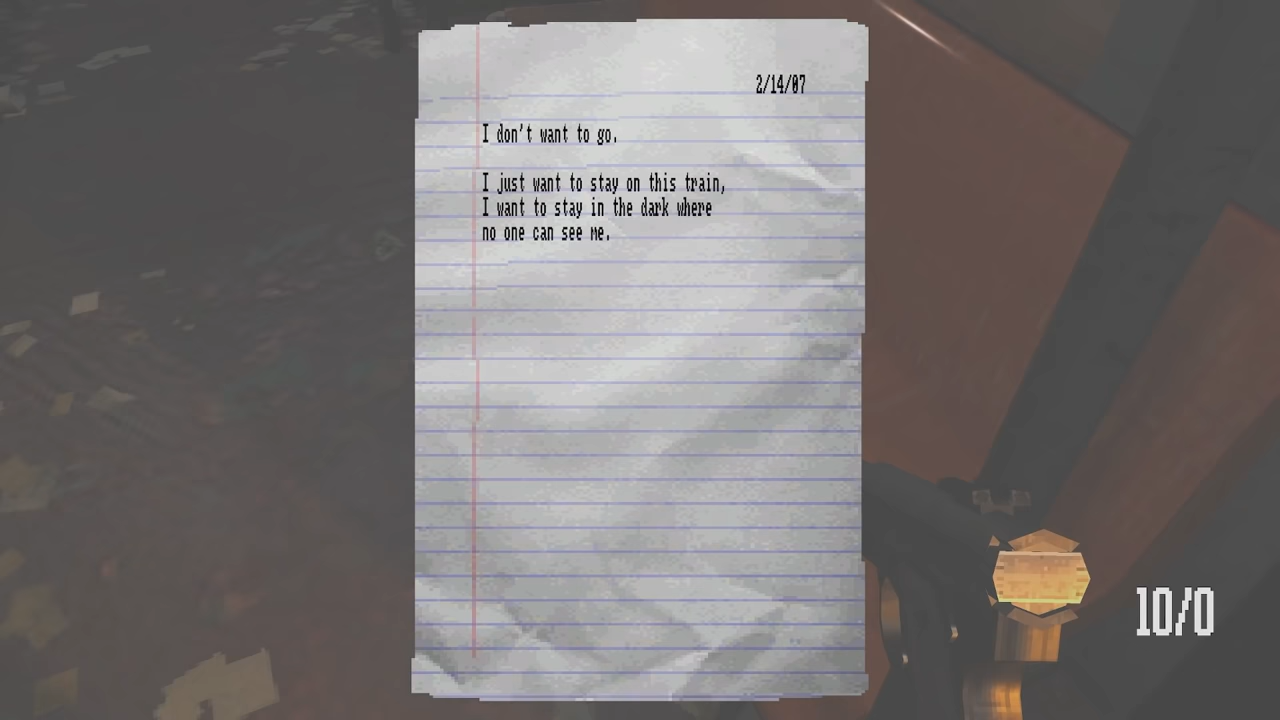 2/14/07
I don't want to go.
I just want to stay on this train,
I want to stay in the dark where
no one can see me.
10/0